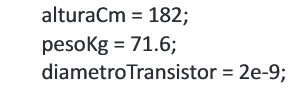 alturaCm = 182;
pesoKg = 71.6;
diametroTransistor = 2e-9;